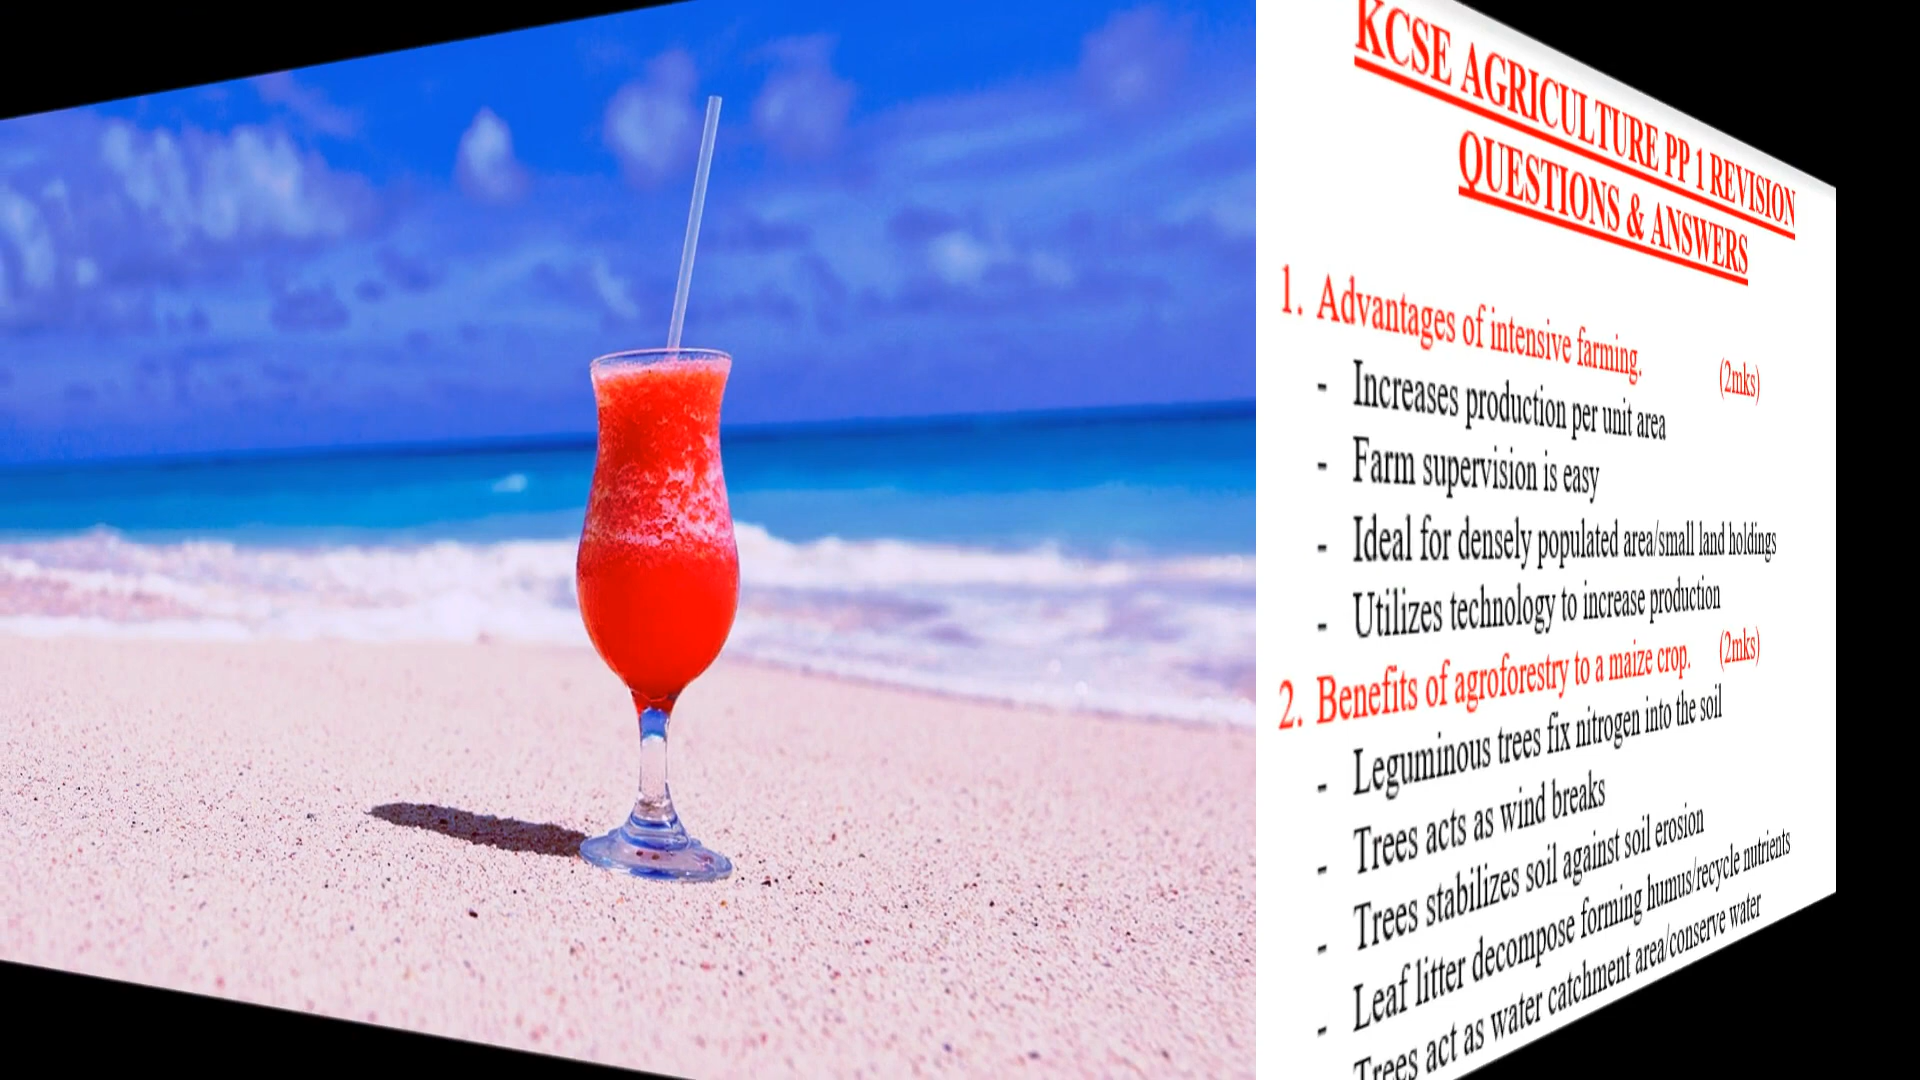 KCSE AGRICULTURE PP 1 REVISION
QUESTIONS & ANSWERS
1. Advantages of intensive farming. (2mks)
- Increases production per unit area
- Farm supervision is easy
- Ideal for densely populated area/small land holdings
- Utilizes technology to increase production
2. Benefits of agroforestry to a maize crop. (2mks)
- Leguminous trees fix nitrogen into the soil
- Trees acts as wind breaks
- Trees stabilizes soil against soil erosion
- Leaf litter decompose forming humus/recycle nutrients
Trees act as water catchment area/conserve water